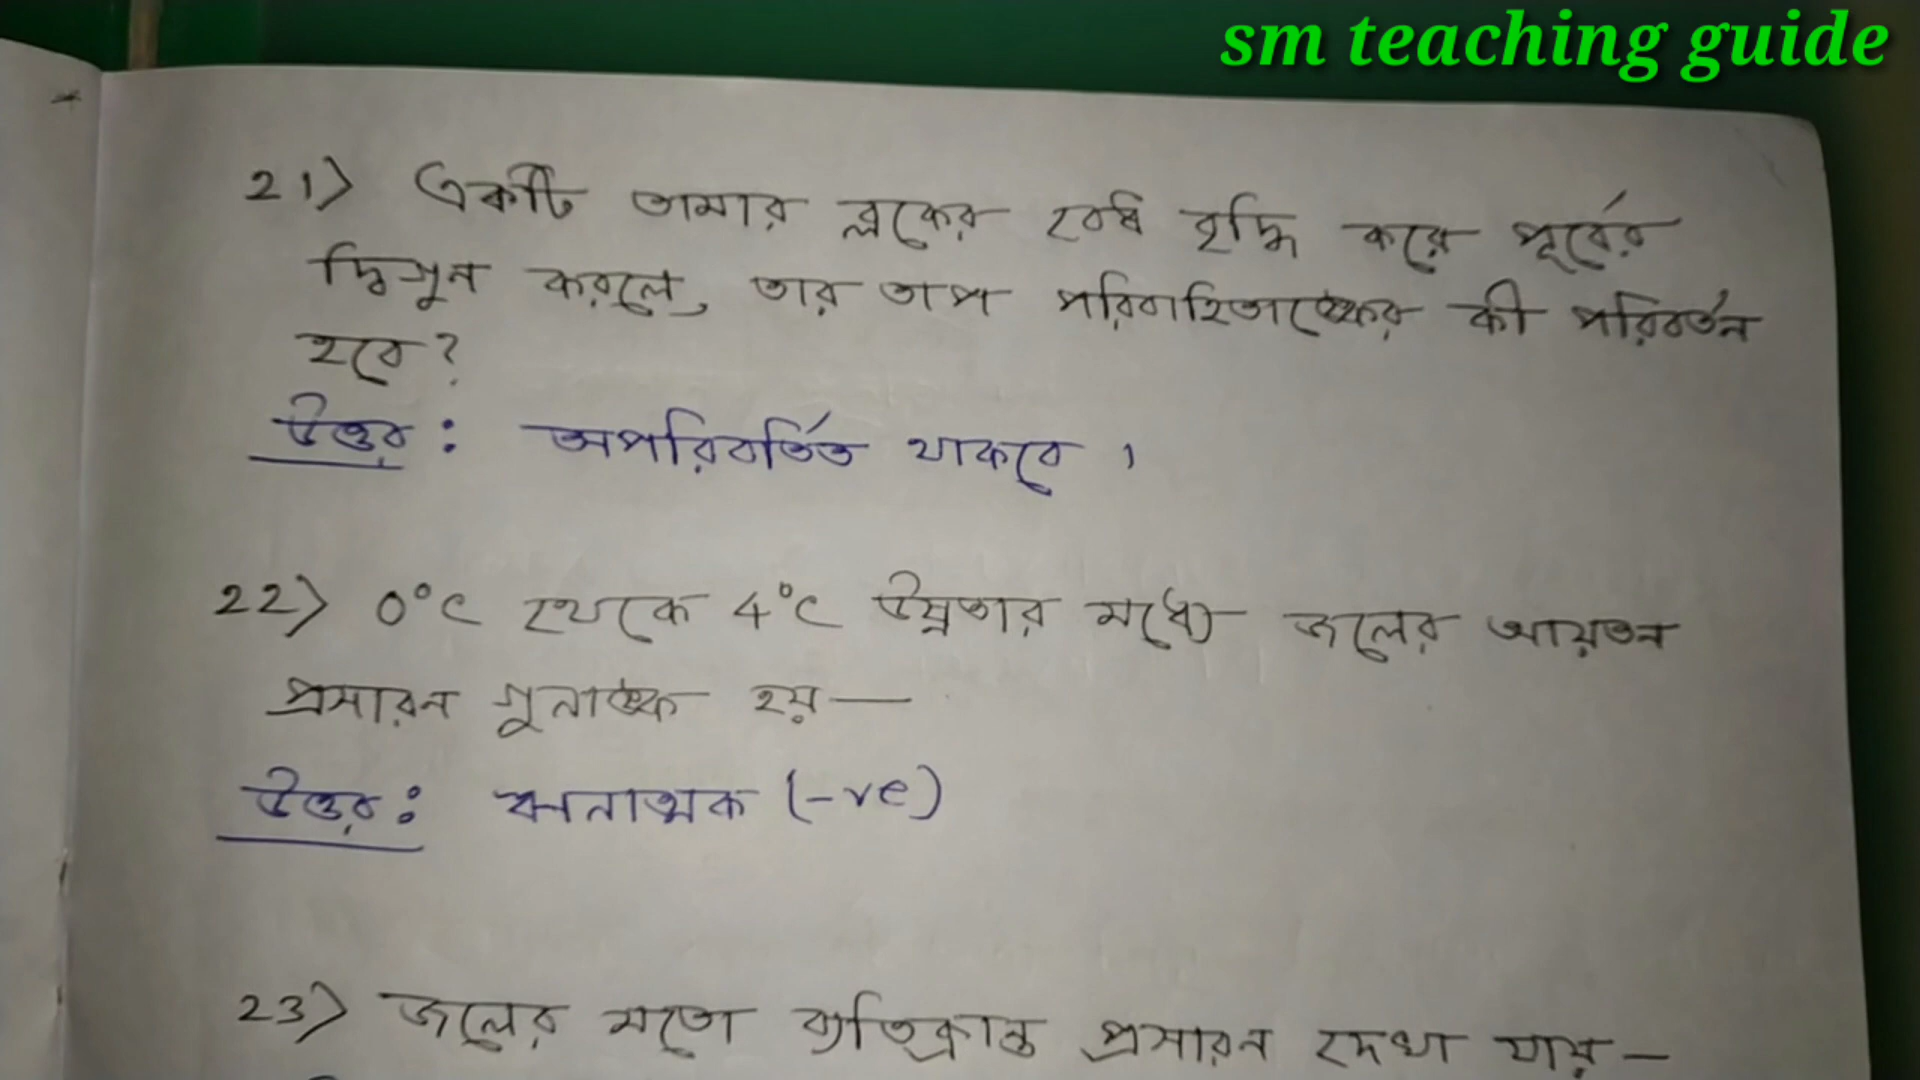 sm teaching guide
21) একটি তামার ব্লকের বেধ বৃদ্ধি করে পূর্বের
দ্বিগুন করলে, তার তাপ পরিবাহিতাঙ্কের কী পরিবর্তন
হবে?
উত্তর: অপরিবর্তিত থাকবে।
22) 0°C থেকে 4°C উষ্নতার মধ্যে জলের আয়তন
প্রসারন গুনাঙ্ক হয় —
উত্তর: ঋনাত্মক (-ve)
23) জলের মতো ব্যতিক্রান্ত প্রসারন দেখা যায় —